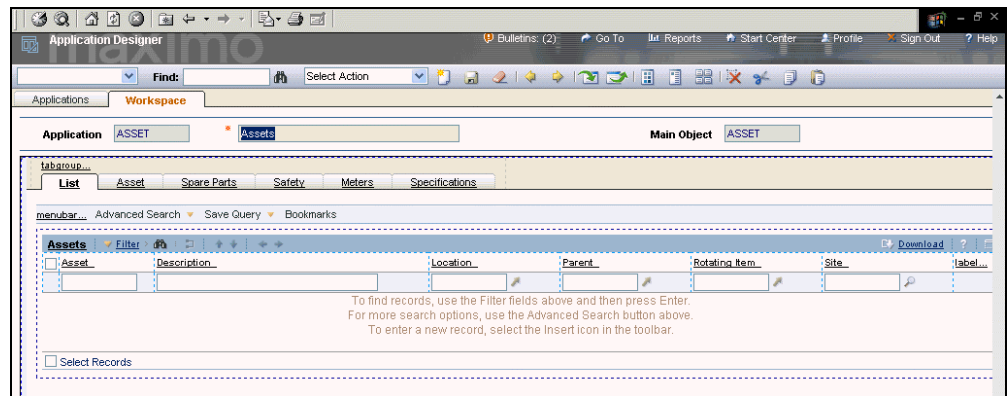 Application Designer
maximo
Bulletins: (2) Go To Reports Start Center Profile Sign Out ? Help
Find: Select Action
Applications Workspace
Application ASSET * Assets Main Object ASSET
tabgroup...
List Asset Spare Parts Safety Meters Specifications
menubar... Advanced Search Save Query Bookmarks
Assets Filter Download ?
Asset Description Location Parent Rotating Item Site label...
To find records, use the Filter fields above and then press Enter.
For more search options, use the Advanced Search button above.
To enter a new record, select the Insert icon in the toolbar.
Select Records